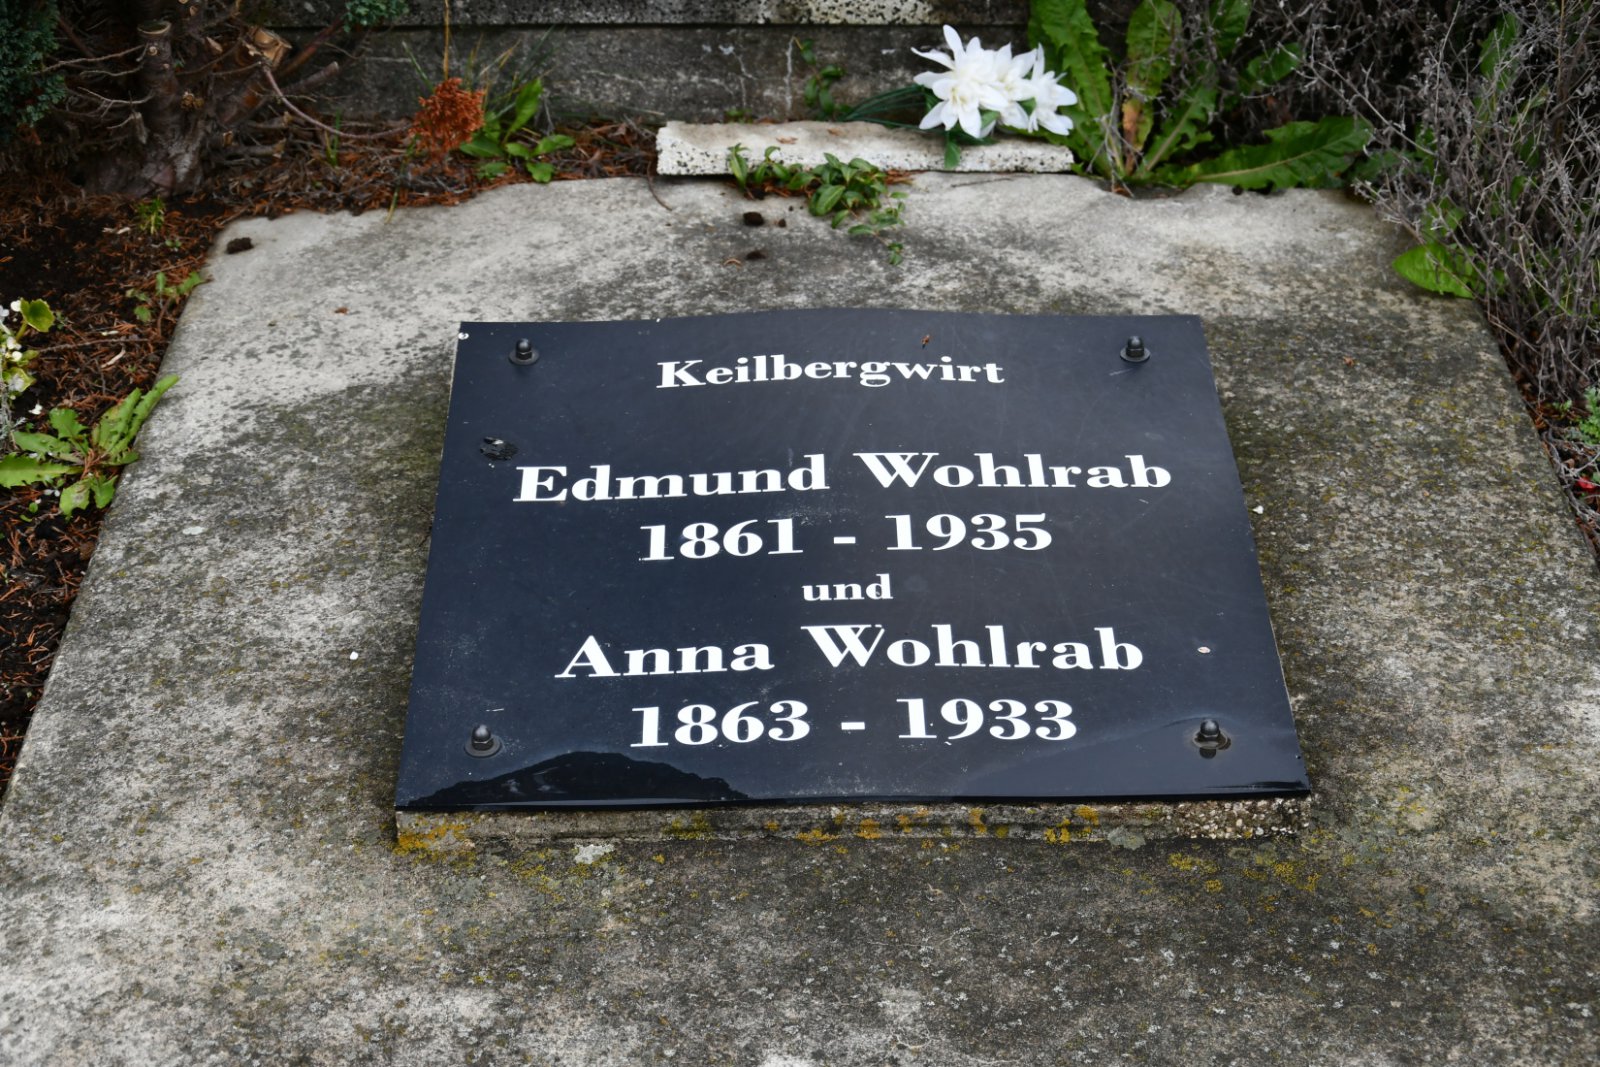 Keilbergwirt
Edmund Wohlrab
1861 - 1935
und
Anna Wohlrab
1863 - 1933